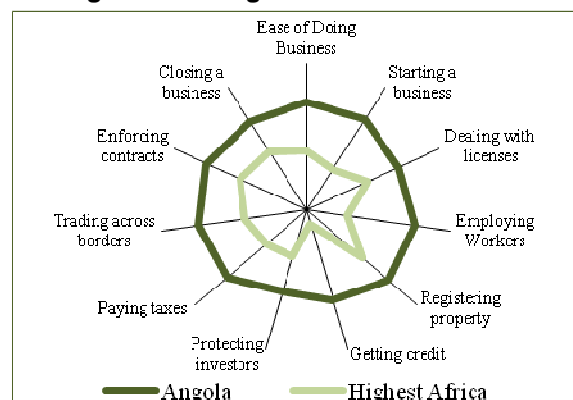 Ease of Doing
Business
Starting a
business
Dealing with
licenses
Employing
Workers
Registering
property
Getting credit
Protecting
investors
Paying taxes
Trading across
borders
Enforcing
contracts
Closing a
business
Angola
Highest Africa